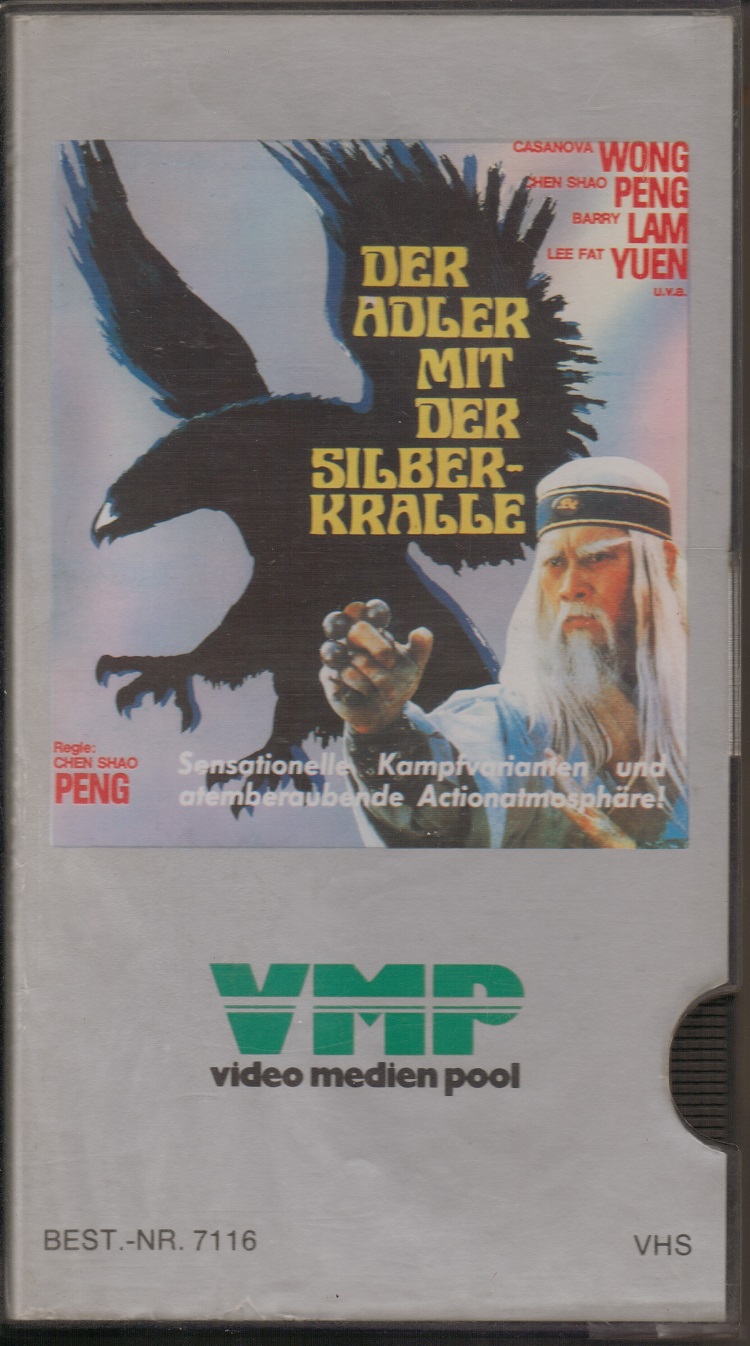 CASANOVA WONG
CHEN SHAO PENG
BARRY LAM
LEE FAT YUEN
u.v.a.
DER
ADLER
MIT
DER
SILBER-
KRALLE
Regie:
CHEN SHAO
PENG
Sensationelle Kampfvarianten und
atemberaubende Actionatmosphäre!
VMP
video medien pool
BEST.-NR. 7116
VHS